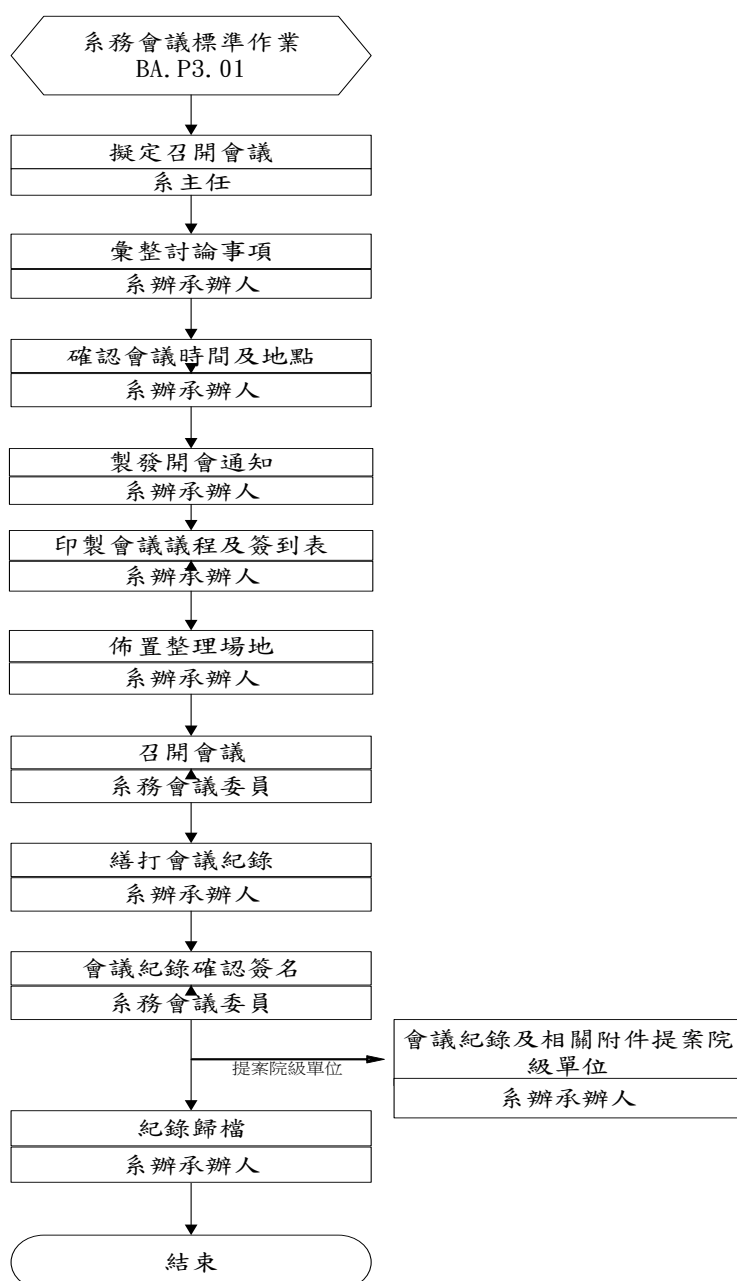 系務會議標準作業
BA.P3.01
擬定召開會議
系主任
彙整討論事項
系辦承辦人
確認會議時間及地點
系辦承辦人
製發開會通知
系辦承辦人
印製會議議程及簽到表
系辦承辦人
佈置整理場地
系辦承辦人
召開會議
系務會議委員
繕打會議紀錄
系辦承辦人
會議紀錄確認簽名
系務會議委員
提案院級單位
會議紀錄及相關附件提案院
級單位
系辦承辦人
紀錄歸檔
系辦承辦人
結束